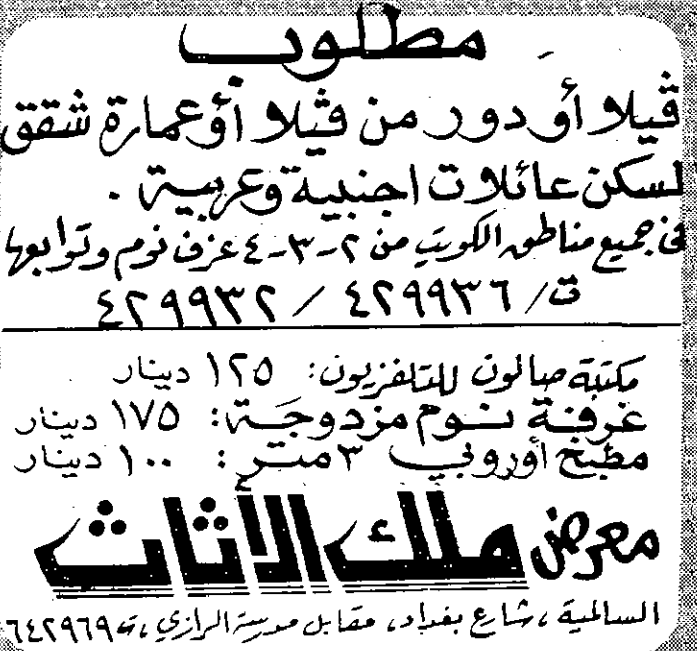 مطلوب
ڤيلا أو دور من ڤيلا أو عمارة شقق
لسكن عائلات اجنبية وعربية .
في جميع مناطق الكويت من ٢-٣-٤ غرف نوم وتوابعها
ت/ ٤٢٩٩٣٦ / ٤٢٩٩٣٢
مكتبة صالون للتلفزيون: ١٢٥ دينار
غرفة نوم مزدوجة: ١٧٥ دينار
مطبخ أوروبي ٣ متر: ١٠٠ دينار
معرض ملك الأثاث
السالمية ، شارع بغداد، مقابل مدرسة الرازي ، ت ٦٤٢٩٦٩